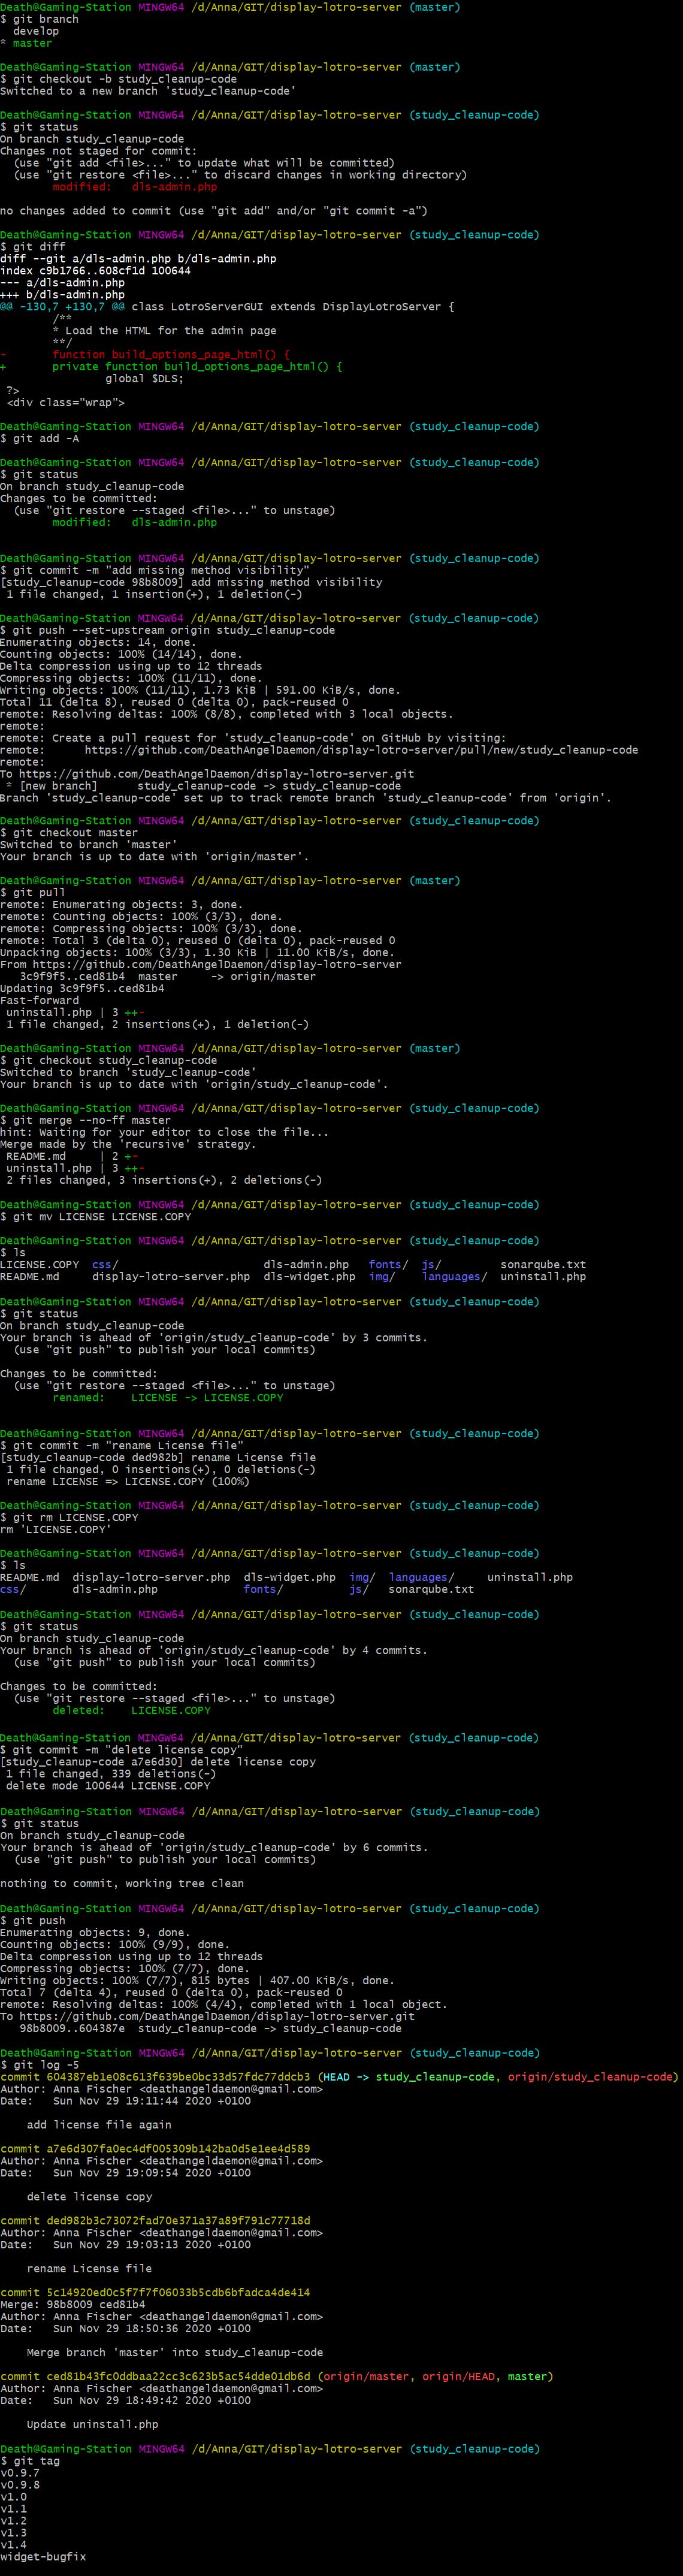 Death@Gaming-Station MINGW64 /d/Anna/GIT/display-lotro-server (master)
$ git branch
  develop
* master

Death@Gaming-Station MINGW64 /d/Anna/GIT/display-lotro-server (master)
$ git checkout -b study_cleanup-code
Switched to a new branch 'study_cleanup-code'

Death@Gaming-Station MINGW64 /d/Anna/GIT/display-lotro-server (study_cleanup-code)
$ git status
On branch study_cleanup-code
Changes not staged for commit:
  (use "git add <file>..." to update what will be committed)
  (use "git restore <file>..." to discard changes in working directory)
        modified:   dls-admin.php

no changes added to commit (use "git add" and/or "git commit -a")

Death@Gaming-Station MINGW64 /d/Anna/GIT/display-lotro-server (study_cleanup-code)
$ git diff
diff --git a/dls-admin.php b/dls-admin.php
index c9b1766..608cf1d 100644
--- a/dls-admin.php
+++ b/dls-admin.php
@@ -130,7 +130,7 @@ class LotroServerGUI extends DisplayLotroServer {
        /**
        * Load the HTML for the admin page
        **/
-       function build_options_page_html() {
+       private function build_options_page_html() {
                global $DLS;
 ?>
 <div class="wrap">

Death@Gaming-Station MINGW64 /d/Anna/GIT/display-lotro-server (study_cleanup-code)
$ git add -A

Death@Gaming-Station MINGW64 /d/Anna/GIT/display-lotro-server (study_cleanup-code)
$ git status
On branch study_cleanup-code
Changes to be committed:
  (use "git restore --staged <file>..." to unstage)
        modified:   dls-admin.php

Death@Gaming-Station MINGW64 /d/Anna/GIT/display-lotro-server (study_cleanup-code)
$ git commit -m "add missing method visibility"
[study_cleanup-code 98b8009] add missing method visibility
 1 file changed, 1 insertion(+), 1 deletion(-)

Death@Gaming-Station MINGW64 /d/Anna/GIT/display-lotro-server (study_cleanup-code)
$ git push --set-upstream origin study_cleanup-code
Enumerating objects: 14, done.
Counting objects: 100% (14/14), done.
Delta compression using up to 12 threads
Compressing objects: 100% (11/11), done.
Writing objects: 100% (11/11), 1.73 KiB | 591.00 KiB/s, done.
Total 11 (delta 8), reused 0 (delta 0), pack-reused 0
remote: Resolving deltas: 100% (8/8), completed with 3 local objects.
remote:
remote: Create a pull request for 'study_cleanup-code' on GitHub by visiting:
remote:      https://github.com/DeathAngelDaemon/display-lotro-server/pull/new/study_cleanup-code
remote:
To https://github.com/DeathAngelDaemon/display-lotro-server.git
 * [new branch]      study_cleanup-code -> study_cleanup-code
Branch 'study_cleanup-code' set up to track remote branch 'study_cleanup-code' from 'origin'.

Death@Gaming-Station MINGW64 /d/Anna/GIT/display-lotro-server (study_cleanup-code)
$ git checkout master
Switched to branch 'master'
Your branch is up to date with 'origin/master'.

Death@Gaming-Station MINGW64 /d/Anna/GIT/display-lotro-server (master)
$ git pull
remote: Enumerating objects: 3, done.
remote: Counting objects: 100% (3/3), done.
remote: Compressing objects: 100% (3/3), done.
remote: Total 3 (delta 0), reused 0 (delta 0), pack-reused 0
Unpacking objects: 100% (3/3), 1.30 KiB | 11.00 KiB/s, done.
From https://github.com/DeathAngelDaemon/display-lotro-server
   3c9f9f5..ced81b4  master     -> origin/master
Updating 3c9f9f5..ced81b4
Fast-forward
 uninstall.php | 3 ++-
 1 file changed, 2 insertions(+), 1 deletion(-)

Death@Gaming-Station MINGW64 /d/Anna/GIT/display-lotro-server (master)
$ git checkout study_cleanup-code
Switched to branch 'study_cleanup-code'
Your branch is up to date with 'origin/study_cleanup-code'.

Death@Gaming-Station MINGW64 /d/Anna/GIT/display-lotro-server (study_cleanup-code)
$ git merge --no-ff master
hint: Waiting for your editor to close the file...
Merge made by the 'recursive' strategy.
 README.md     | 2 +-
 uninstall.php | 3 ++-
 2 files changed, 3 insertions(+), 2 deletions(-)

Death@Gaming-Station MINGW64 /d/Anna/GIT/display-lotro-server (study_cleanup-code)
$ git mv LICENSE LICENSE.COPY

Death@Gaming-Station MINGW64 /d/Anna/GIT/display-lotro-server (study_cleanup-code)
$ ls
LICENSE.COPY  css/                      dls-admin.php   fonts/  js/         sonarqube.txt
README.md     display-lotro-server.php  dls-widget.php  img/    languages/  uninstall.php

Death@Gaming-Station MINGW64 /d/Anna/GIT/display-lotro-server (study_cleanup-code)
$ git status
On branch study_cleanup-code
Your branch is ahead of 'origin/study_cleanup-code' by 3 commits.
  (use "git push" to publish your local commits)

Changes to be committed:
  (use "git restore --staged <file>..." to unstage)
        renamed:    LICENSE -> LICENSE.COPY

Death@Gaming-Station MINGW64 /d/Anna/GIT/display-lotro-server (study_cleanup-code)
$ git commit -m "rename License file"
[study_cleanup-code ded982b] rename License file
 1 file changed, 0 insertions(+), 0 deletions(-)
 rename LICENSE => LICENSE.COPY (100%)

Death@Gaming-Station MINGW64 /d/Anna/GIT/display-lotro-server (study_cleanup-code)
$ git rm LICENSE.COPY
rm 'LICENSE.COPY'

Death@Gaming-Station MINGW64 /d/Anna/GIT/display-lotro-server (study_cleanup-code)
$ ls
README.md  display-lotro-server.php  dls-widget.php  img/  languages/     uninstall.php
css/       dls-admin.php             fonts/          js/   sonarqube.txt

Death@Gaming-Station MINGW64 /d/Anna/GIT/display-lotro-server (study_cleanup-code)
$ git status
On branch study_cleanup-code
Your branch is ahead of 'origin/study_cleanup-code' by 4 commits.
  (use "git push" to publish your local commits)

Changes to be committed:
  (use "git restore --staged <file>..." to unstage)
        deleted:    LICENSE.COPY

Death@Gaming-Station MINGW64 /d/Anna/GIT/display-lotro-server (study_cleanup-code)
$ git commit -m "delete license copy"
[study_cleanup-code a7e6d30] delete license copy
 1 file changed, 339 deletions(-)
 delete mode 100644 LICENSE.COPY

Death@Gaming-Station MINGW64 /d/Anna/GIT/display-lotro-server (study_cleanup-code)
$ git status
On branch study_cleanup-code
Your branch is ahead of 'origin/study_cleanup-code' by 6 commits.
  (use "git push" to publish your local commits)

nothing to commit, working tree clean

Death@Gaming-Station MINGW64 /d/Anna/GIT/display-lotro-server (study_cleanup-code)
$ git push
Enumerating objects: 9, done.
Counting objects: 100% (9/9), done.
Delta compression using up to 12 threads
Compressing objects: 100% (7/7), done.
Writing objects: 100% (7/7), 815 bytes | 407.00 KiB/s, done.
Total 7 (delta 4), reused 0 (delta 0), pack-reused 0
remote: Resolving deltas: 100% (4/4), completed with 1 local object.
To https://github.com/DeathAngelDaemon/display-lotro-server.git
   98b8009..604387e  study_cleanup-code -> study_cleanup-code

Death@Gaming-Station MINGW64 /d/Anna/GIT/display-lotro-server (study_cleanup-code)
$ git log -5
commit 604387eb1e08c613f639be0bc33d57fdc77ddcb3 (HEAD -> study_cleanup-code, origin/study_cleanup-code)
Author: Anna Fischer <deathangeldaemon@gmail.com>
Date:   Sun Nov 29 19:11:44 2020 +0100

    add license file again

commit a7e6d307fa0ec4df005309b142ba0d5e1ee4d589
Author: Anna Fischer <deathangeldaemon@gmail.com>
Date:   Sun Nov 29 19:09:54 2020 +0100

    delete license copy

commit ded982b3c73072fad70e371a37a89f791c77718d
Author: Anna Fischer <deathangeldaemon@gmail.com>
Date:   Sun Nov 29 19:03:13 2020 +0100

    rename License file

commit 5c14920ed0c5f7f7f06033b5cdb6bfadca4de414
Merge: 98b8009 ced81b4
Author: Anna Fischer <deathangeldaemon@gmail.com>
Date:   Sun Nov 29 18:50:36 2020 +0100

    Merge branch 'master' into study_cleanup-code

commit ced81b43fc0ddbaa22cc3c623b5ac54dde01db6d (origin/master, origin/HEAD, master)
Author: Anna Fischer <deathangeldaemon@gmail.com>
Date:   Sun Nov 29 18:49:42 2020 +0100

    Update uninstall.php

Death@Gaming-Station MINGW64 /d/Anna/GIT/display-lotro-server (study_cleanup-code)
$ git tag
v0.9.7
v0.9.8
v1.0
v1.1
v1.2
v1.3
v1.4
widget-bugfix